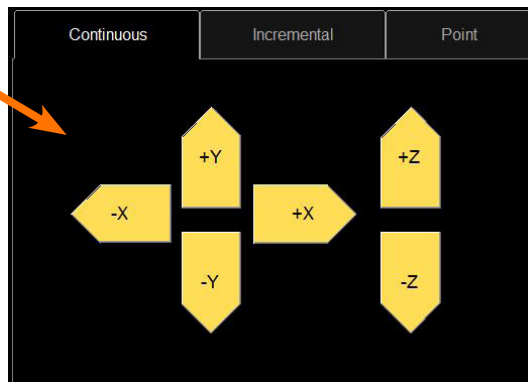 Continuous Incremental Point
+Y +Z
-X +X
-Y -Z